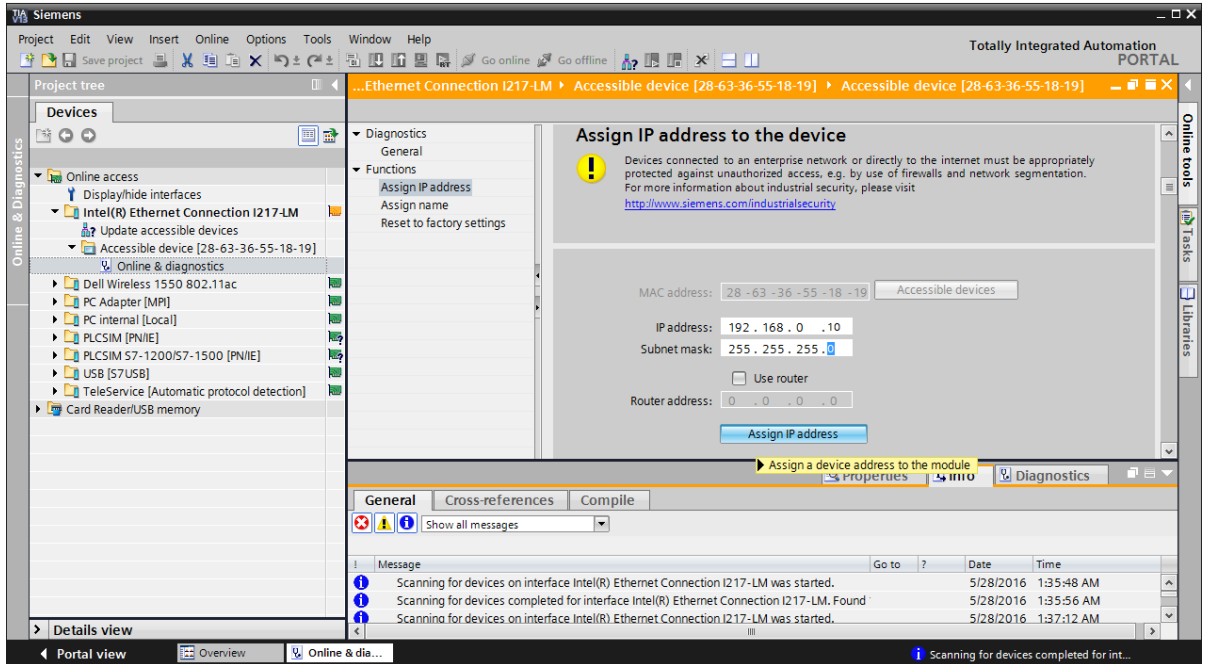 Siemens
Project Edit View Insert Online Options Tools Window Help
Totally Integrated Automation
PORTAL
Save project
Go online
Go offline
Project tree
...Ethernet Connection I217-LM Accessible device [28-63-36-55-18-19] Accessible device [28-63-36-55-18-19]
Devices
Online & Diagnostics
Online access
Display/hide interfaces
Intel(R) Ethernet Connection I217-LM
Update accessible devices
Accessible device [28-63-36-55-18-19]
Online & diagnostics
Dell Wireless 1550 802.11ac
PC Adapter [MPI]
PC internal [Local]
PLCSIM [PN/IE]
PLCSIM S7-1200/S7-1500 [PN/IE]
USB [S7USB]
TeleService [Automatic protocol detection]
Card Reader/USB memory
Details view
Diagnostics
General
Functions
Assign IP address
Assign name
Reset to factory settings
Assign IP address to the device
Devices connected to an enterprise network or directly to the internet must be appropriately
protected against unauthorized access, e.g. by use of firewalls and network segmentation.
For more information about industrial security, please visit
http://www.siemens.com/industrialsecurity
MAC address: 28 -63 -36 -55 -18 -19 Accessible devices
IP address: 192 . 168 . 0 . 10
Subnet mask: 255 . 255 . 255 . 0
Use router
Router address: 0 . 0 . 0 . 0
Assign IP address
Assign a device address to the module
Properties
Info
Diagnostics
General Cross-references Compile
Show all messages
! Message Go to ? Date Time
Scanning for devices on interface Intel(R) Ethernet Connection I217-LM was started. 5/28/2016 1:35:48 AM
Scanning for devices completed for interface Intel(R) Ethernet Connection I217-LM. Found 5/28/2016 1:35:56 AM
Scanning for devices on interface Intel(R) Ethernet Connection I217-LM was started. 5/28/2016 1:37:12 AM
Online tools
Tasks
Libraries
Portal view
Overview
Online & dia...
Scanning for devices completed for int...